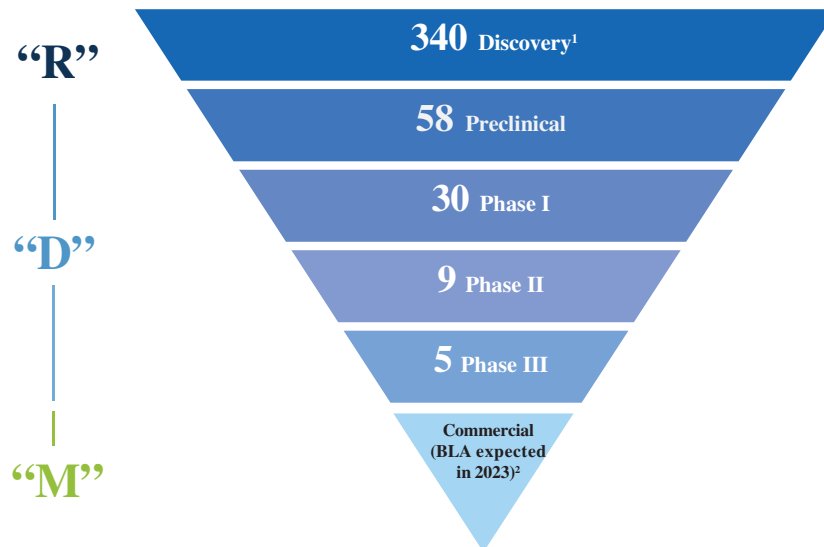 340 Discovery¹
“R”
58 Preclinical
30 Phase I
“D”
9 Phase II
5 Phase III
Commercial
(BLA expected
in 2023)²
“M”